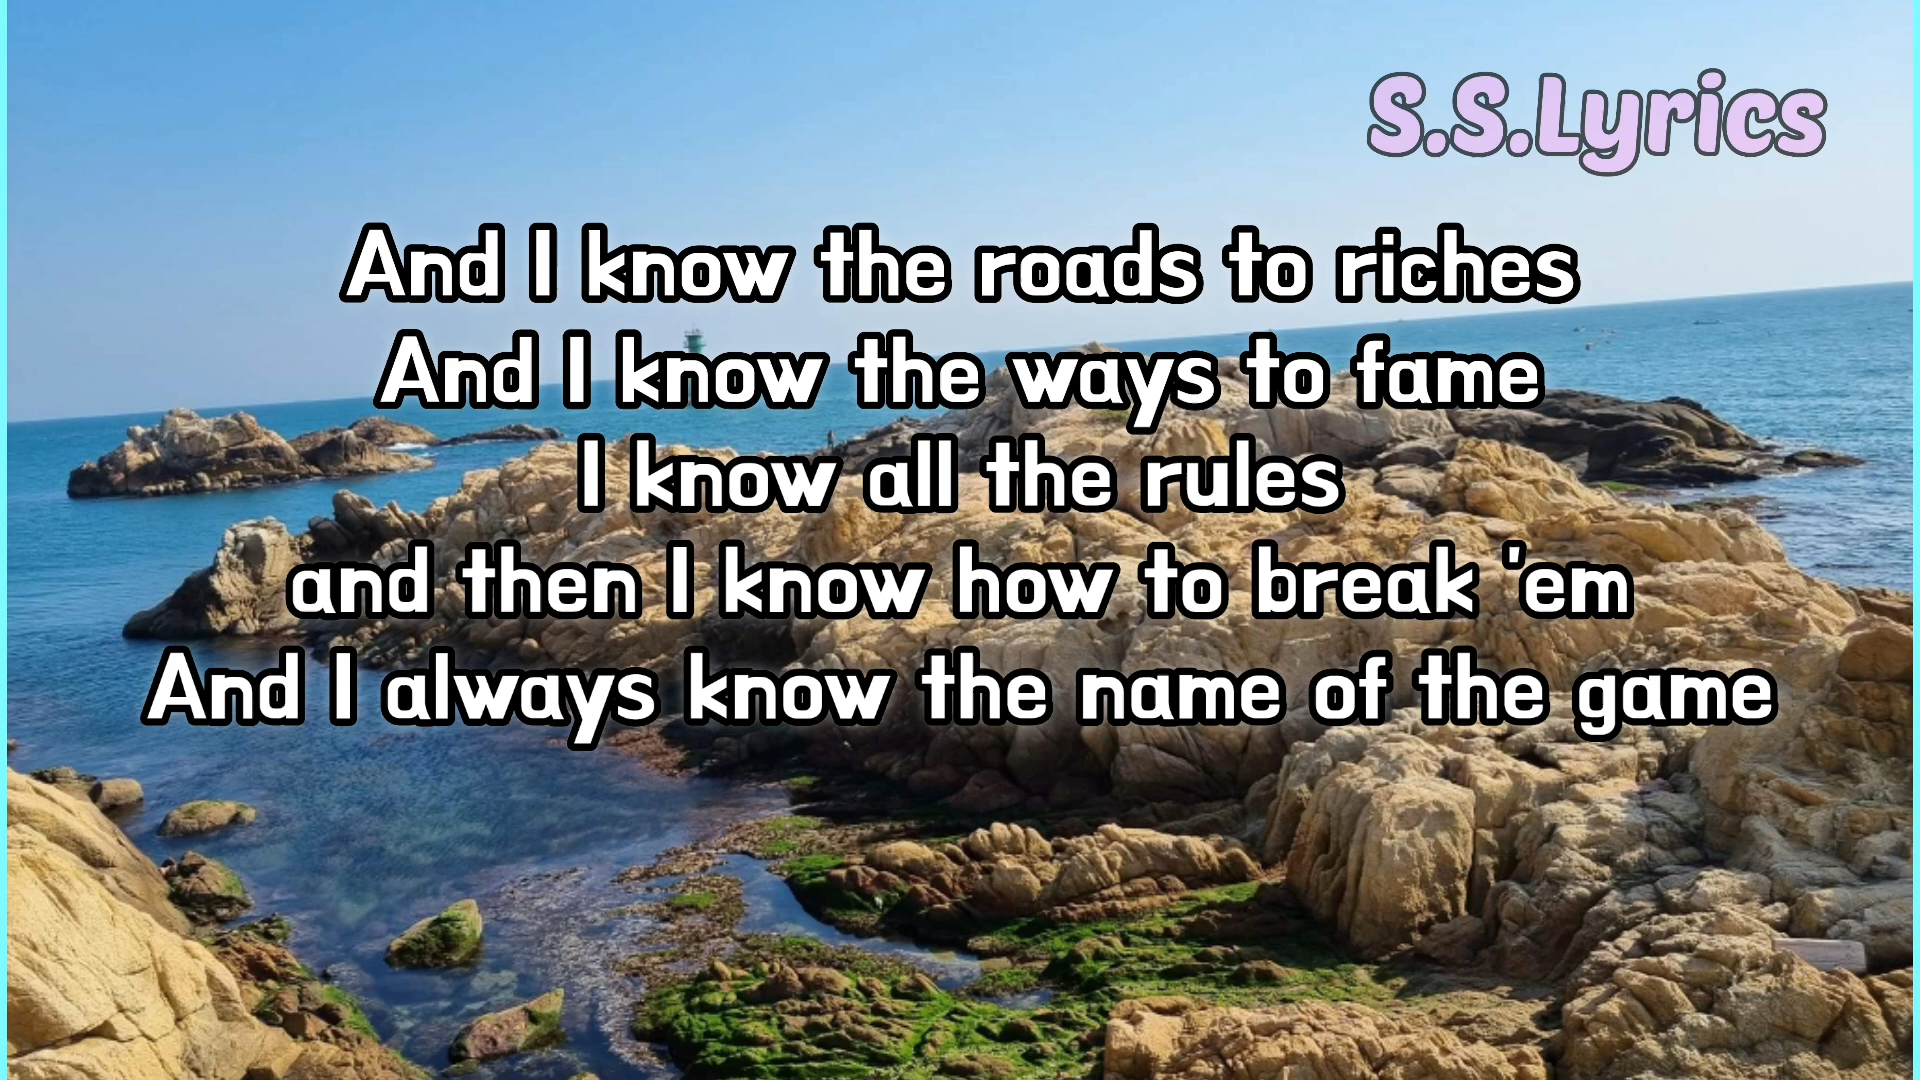 S.S.Lyrics
And I know the roads to riches
And I know the ways to fame
I know all the rules
and then I know how to break 'em
And I always know the name of the game